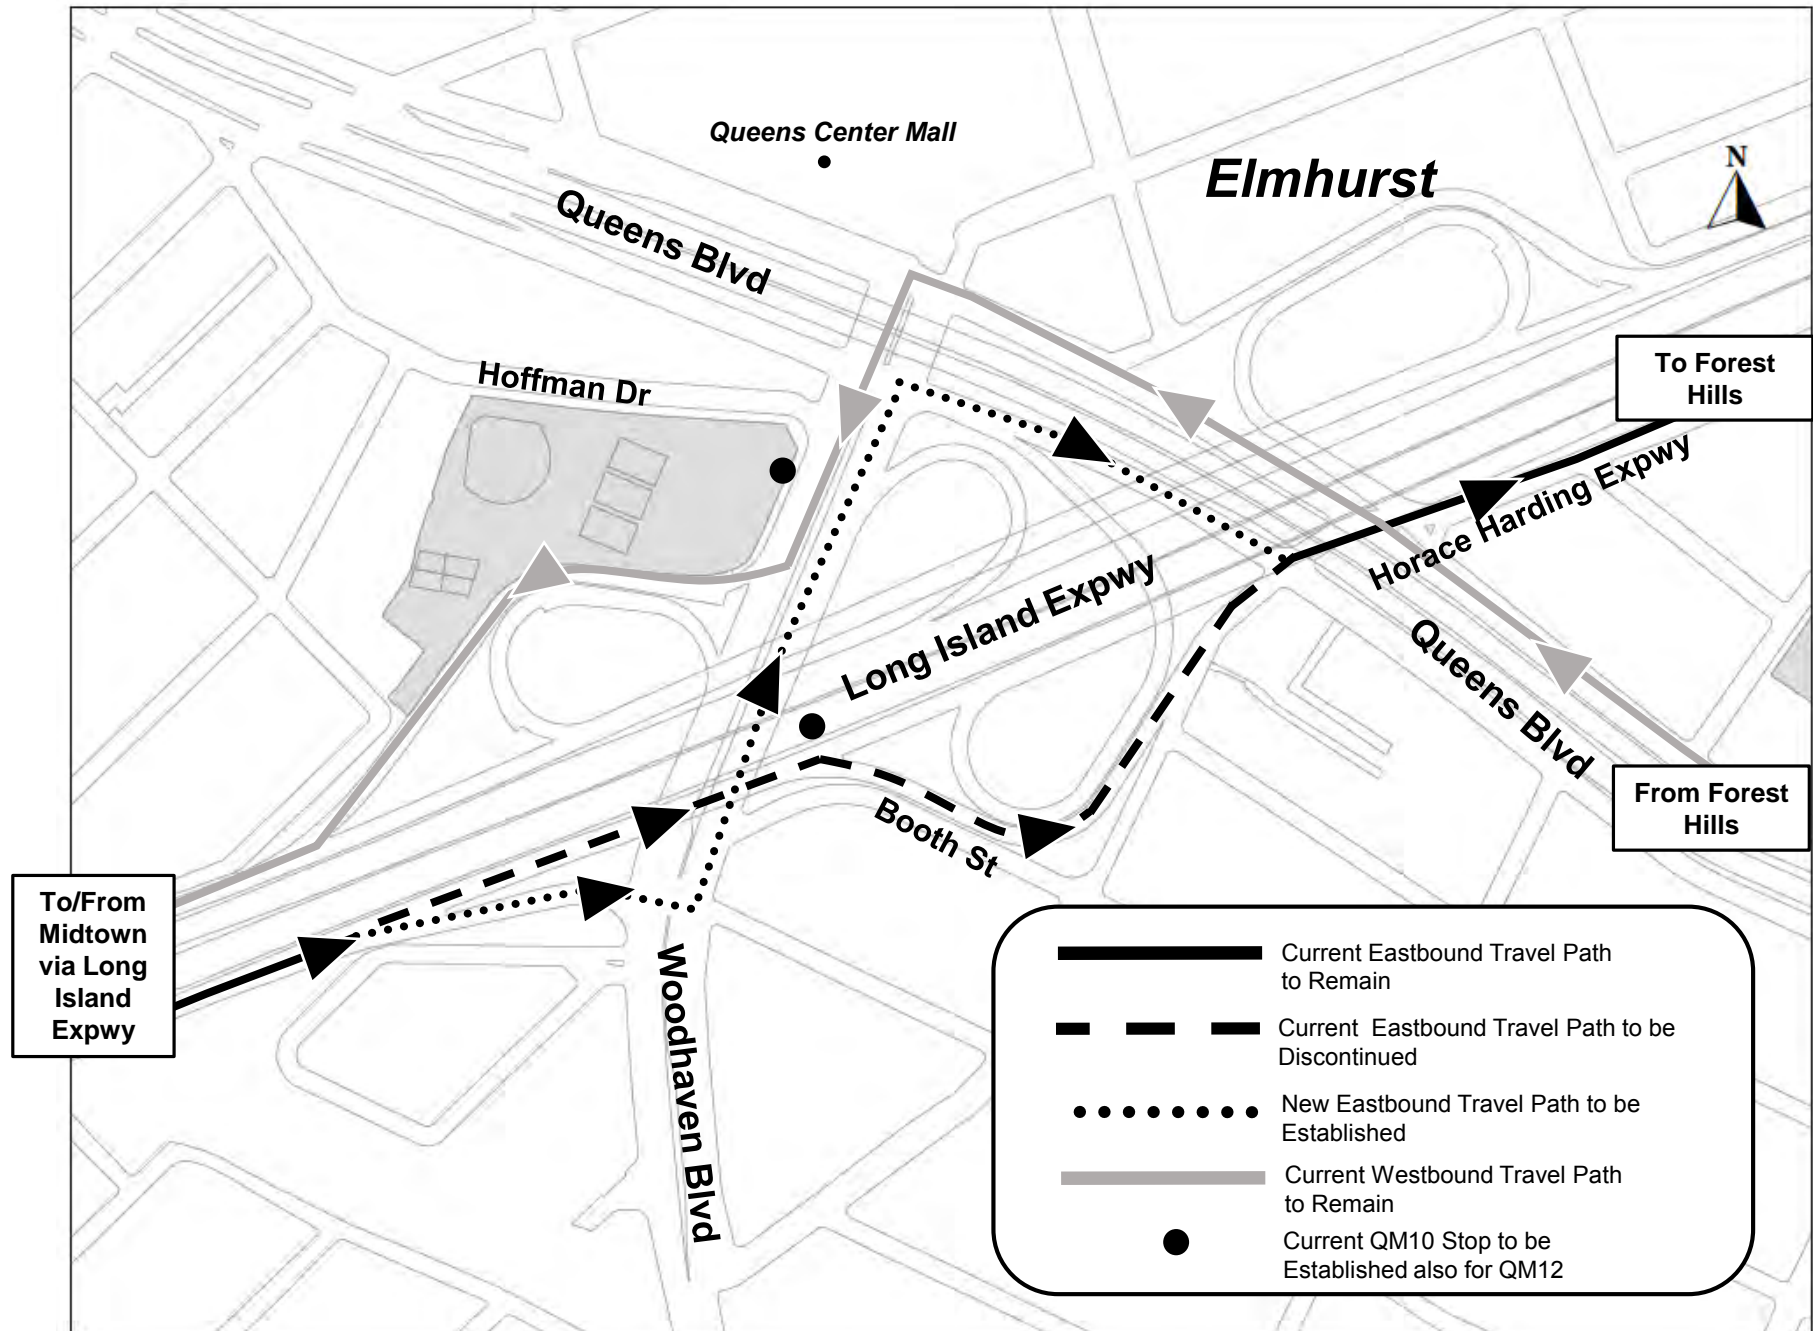 Queens Center Mall
Elmhurst
N
Queens Blvd
To Forest
Hills
Hoffman Dr
Horace Harding Expwy
Long Island Expwy
Queens Blvd
From Forest
Hills
Booth St
To/From
Midtown
via Long
Island
Expwy
Woodhaven Blvd
Current Eastbound Travel Path
to Remain
Current Eastbound Travel Path to be
Discontinued
New Eastbound Travel Path to be
Established
Current Westbound Travel Path
to Remain
Current QM10 Stop to be
Established also for QM12